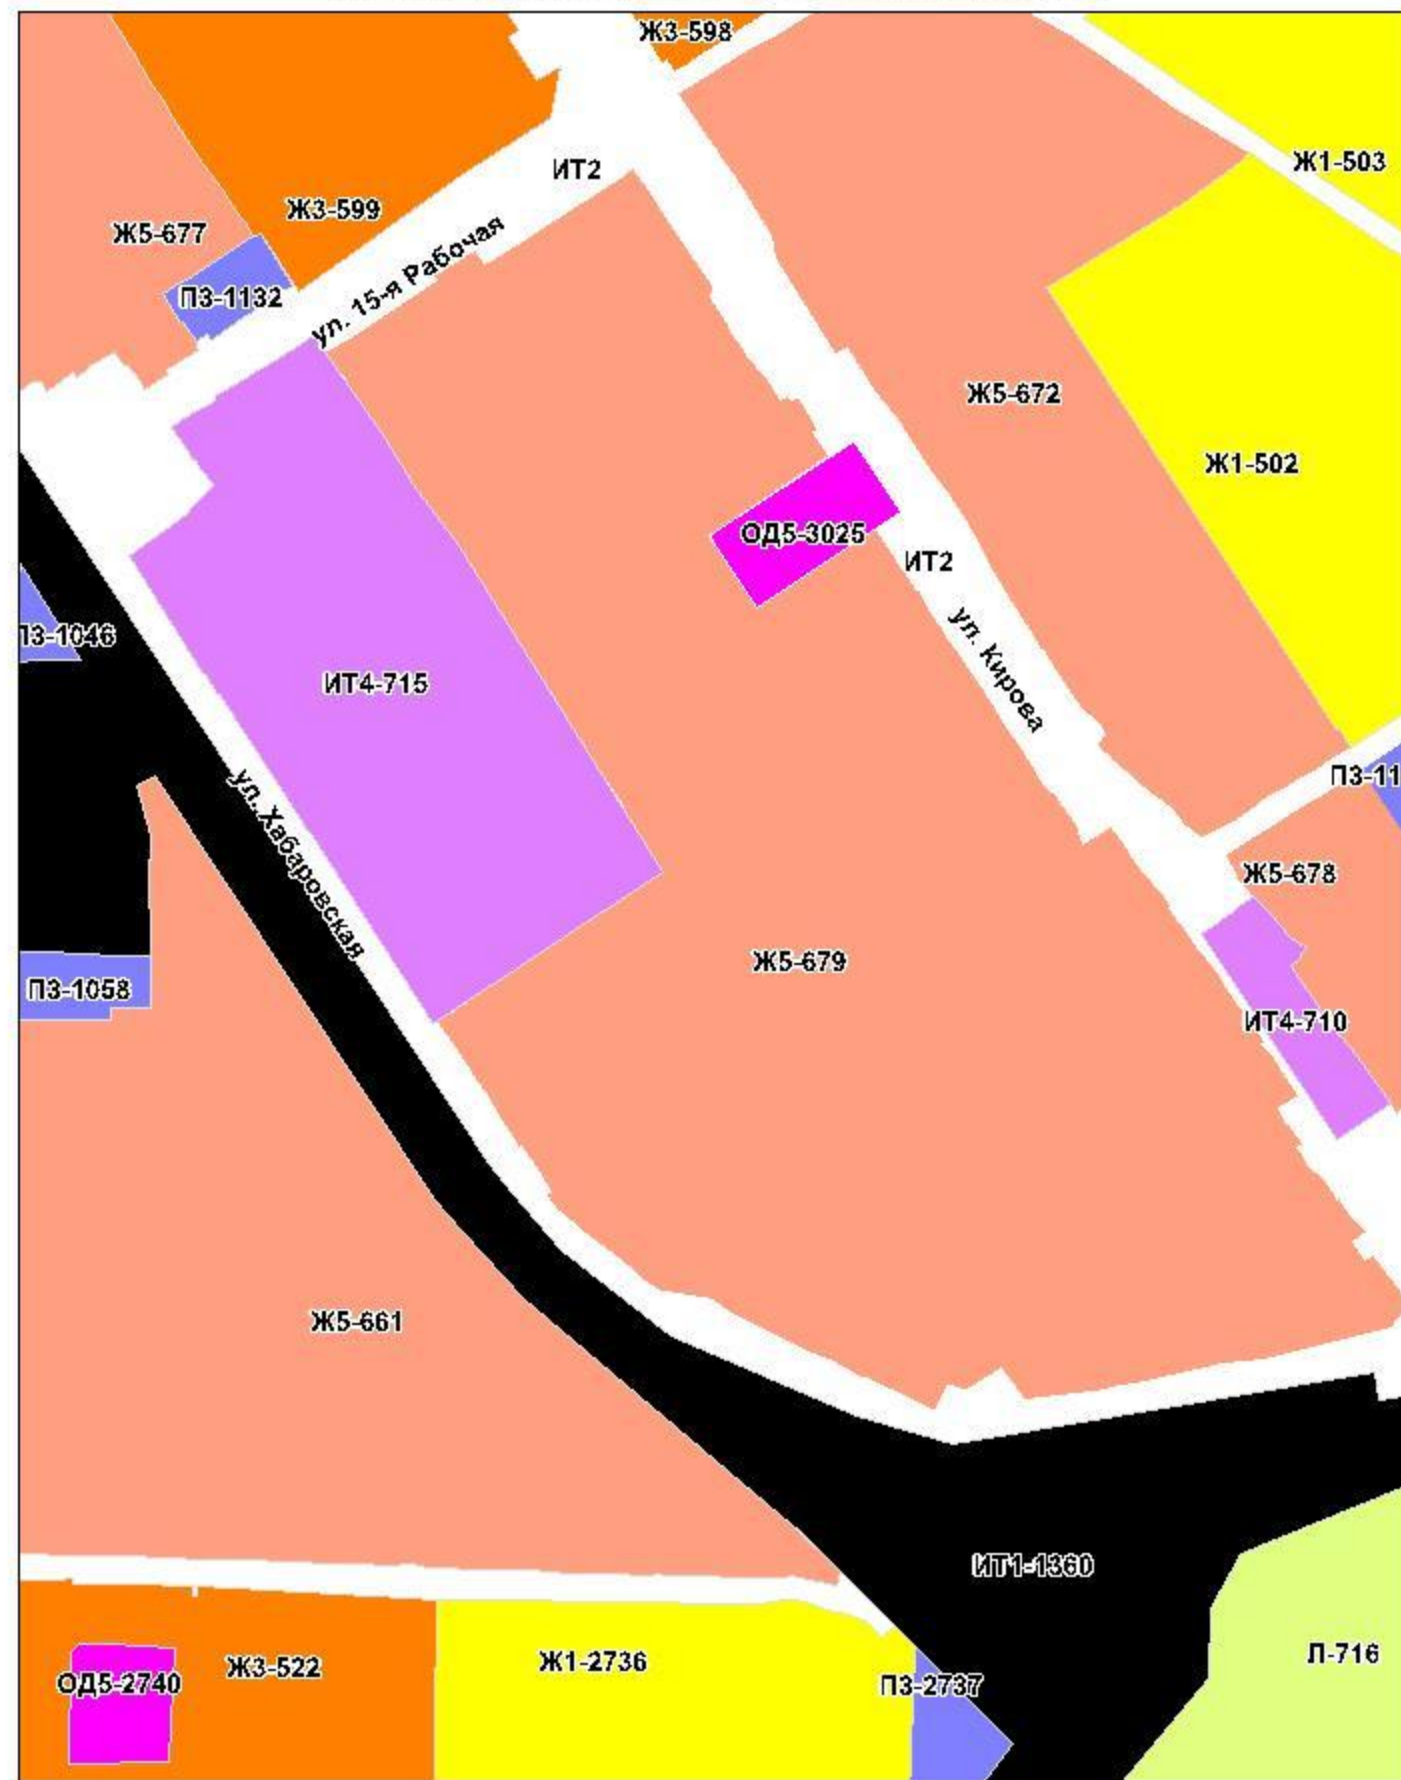 Ж3-598
Ж1-503
ИТ2
Ж3-599
Ж5-677
П3-1132
ул. 15-я Рабочая
Ж5-672
Ж1-502
ОД5-3025
ИТ2
П3-1046
ул. Кирова
ИТ4-715
П3-11
ул. Хабаровская
Ж5-678
Ж5-679
П3-1058
ИТ4-710
Ж5-661
ИТ1-1360
Л-716
Ж1-2736
Ж3-522
ОД5-2740
П3-2737